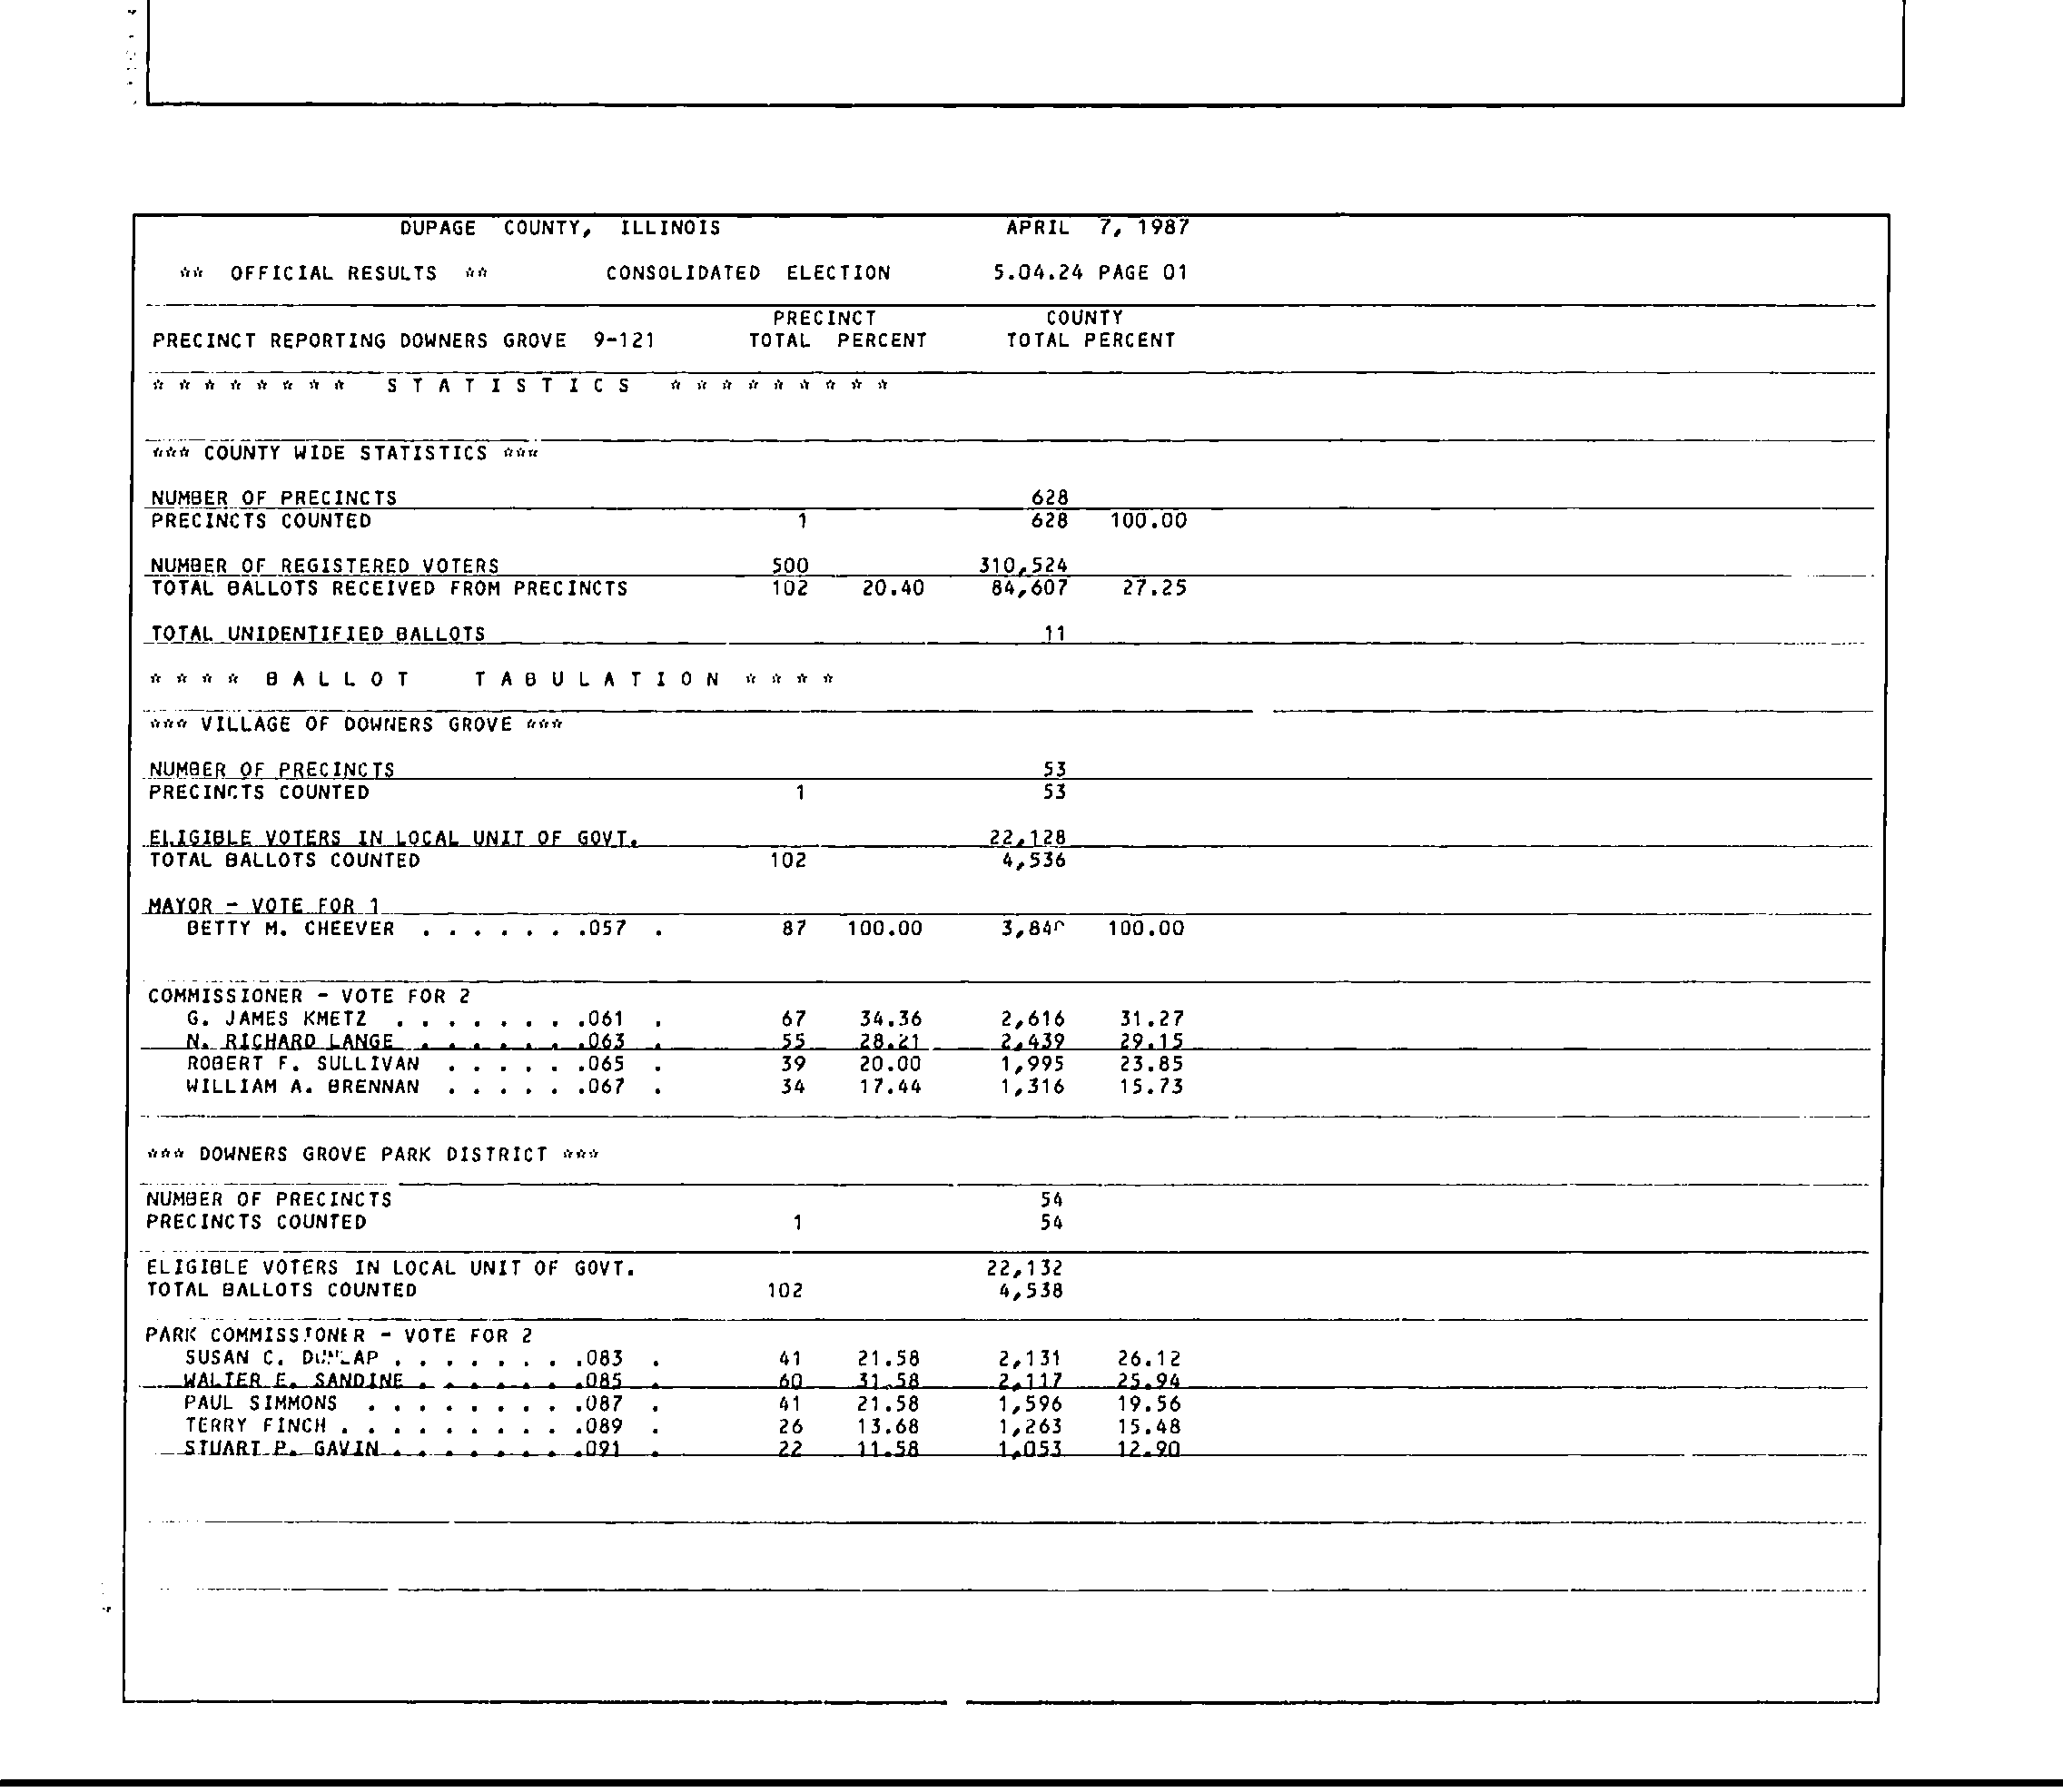 DUPAGE COUNTY, ILLINOIS APRIL 7, 1987
** OFFICIAL RESULTS ** CONSOLIDATED ELECTION 5.04.24 PAGE 01
PRECINCT COUNTY
PRECINCT REPORTING DOWNERS GROVE 9-121 TOTAL PERCENT TOTAL PERCENT
* * * * * * * * S T A T I S T I C S * * * * * * * * *
*** COUNTY WIDE STATISTICS ***
NUMBER OF PRECINCTS 628
PRECINCTS COUNTED 1 628 100.00
NUMBER OF REGISTERED VOTERS 500 310,524
TOTAL BALLOTS RECEIVED FROM PRECINCTS 102 20.40 84,607 27.25
TOTAL UNIDENTIFIED BALLOTS 11
* * * * B A L L O T T A B U L A T I O N * * * *
*** VILLAGE OF DOWNERS GROVE ***
NUMBER OF PRECINCTS 53
PRECINCTS COUNTED 1 53
ELIGIBLE VOTERS IN LOCAL UNIT OF GOVT. 22,128
TOTAL BALLOTS COUNTED 102 4,536
MAYOR - VOTE FOR 1
BETTY M. CHEEVER . . . . . . .057 . 87 100.00 100.00
COMMISSIONER - VOTE FOR 2
G. JAMES KMETZ . . . . . . . .061 . 67 34.36 2,616 31.27
N. RICHARD LANGE . . . . . . .063 . 55 28.21 2,439 29.15
ROBERT F. SULLIVAN . . . . . .065 . 39 20.00 1,995 23.85
WILLIAM A. BRENNAN . . . . . .067 . 34 17.44 1,316 15.73
*** DOWNERS GROVE PARK DISTRICT ***
NUMBER OF PRECINCTS 54
PRECINCTS COUNTED 1 54
ELIGIBLE VOTERS IN LOCAL UNIT OF GOVT. 22,132
TOTAL BALLOTS COUNTED 102 4,538
PARK COMMISSIONER - VOTE FOR 2
SUSAN C. DUNLAP . . . . . . . .083 . 41 21.58 2,131 26.12
WALTER E. SANDINE . . . . . . .085 . 60 31.58 2,117 25.94
PAUL SIMMONS . . . . . . . . .087 . 41 21.58 1,596 19.56
TERRY FINCH . . . . . . . . . .089 . 26 13.68 1,263 15.48
STUART P. GAVIN . . . . . . . .091 . 22 11.58 1,053 12.90